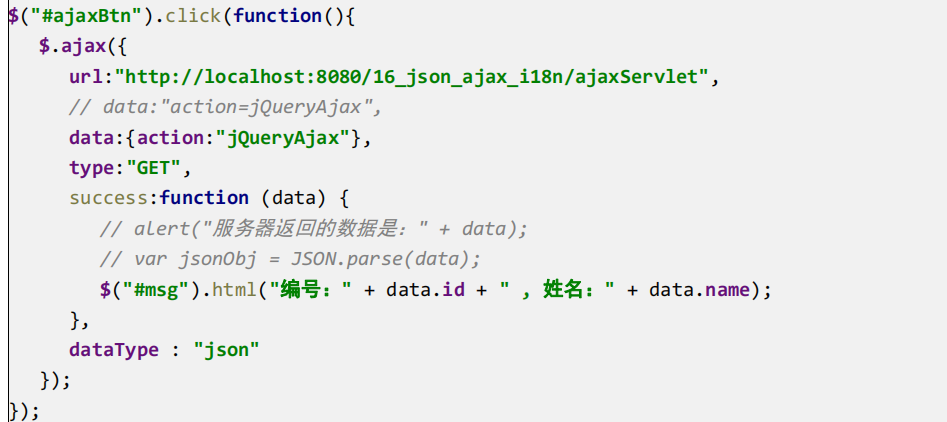 $("#ajaxBtn").click(function(){
$.ajax({
url:"http://localhost:8080/16_json_ajax_i18n/ajaxServlet",
// data:"action=jQueryAjax",
data:{action:"jQueryAjax"},
type:"GET",
success:function (data) {
// alert("服务器返回的数据是：" + data);
// var jsonObj = JSON.parse(data);
$("#msg").html("编号：" + data.id + " , 姓名：" + data.name);
},
dataType : "json"
});
});